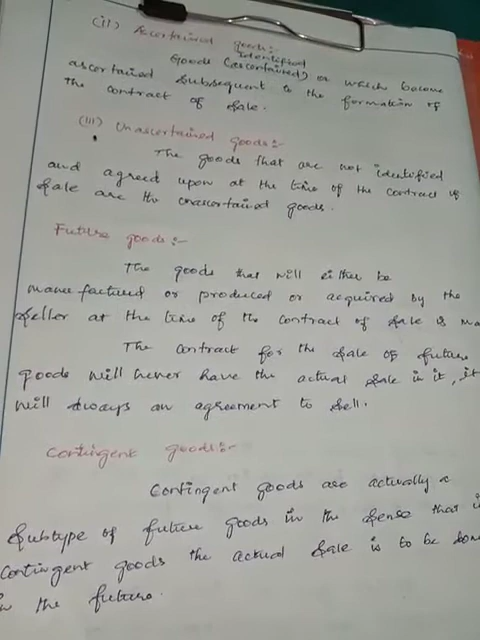 (ii) Ascertained goods:-
Identified
Goods (ascertained) or which become
ascertained subsequent to the formation of
the contract of sale.
(iii) Unascertained goods:-
The goods that are not identified
and agreed upon at the time of the contract of
sale are the unascertained goods.
Future goods:-
The goods that will either be
manufactured or produced or acquired by the
seller at the time of the contract of sale is ma
The contract for the sale of future
goods will never have the actual sale in it, it
will always an agreement to sell.
Contingent goods:-
Contingent goods are actually a
subtype of future goods in the sense that i
contingent goods the actual sale is to be done
in the future.